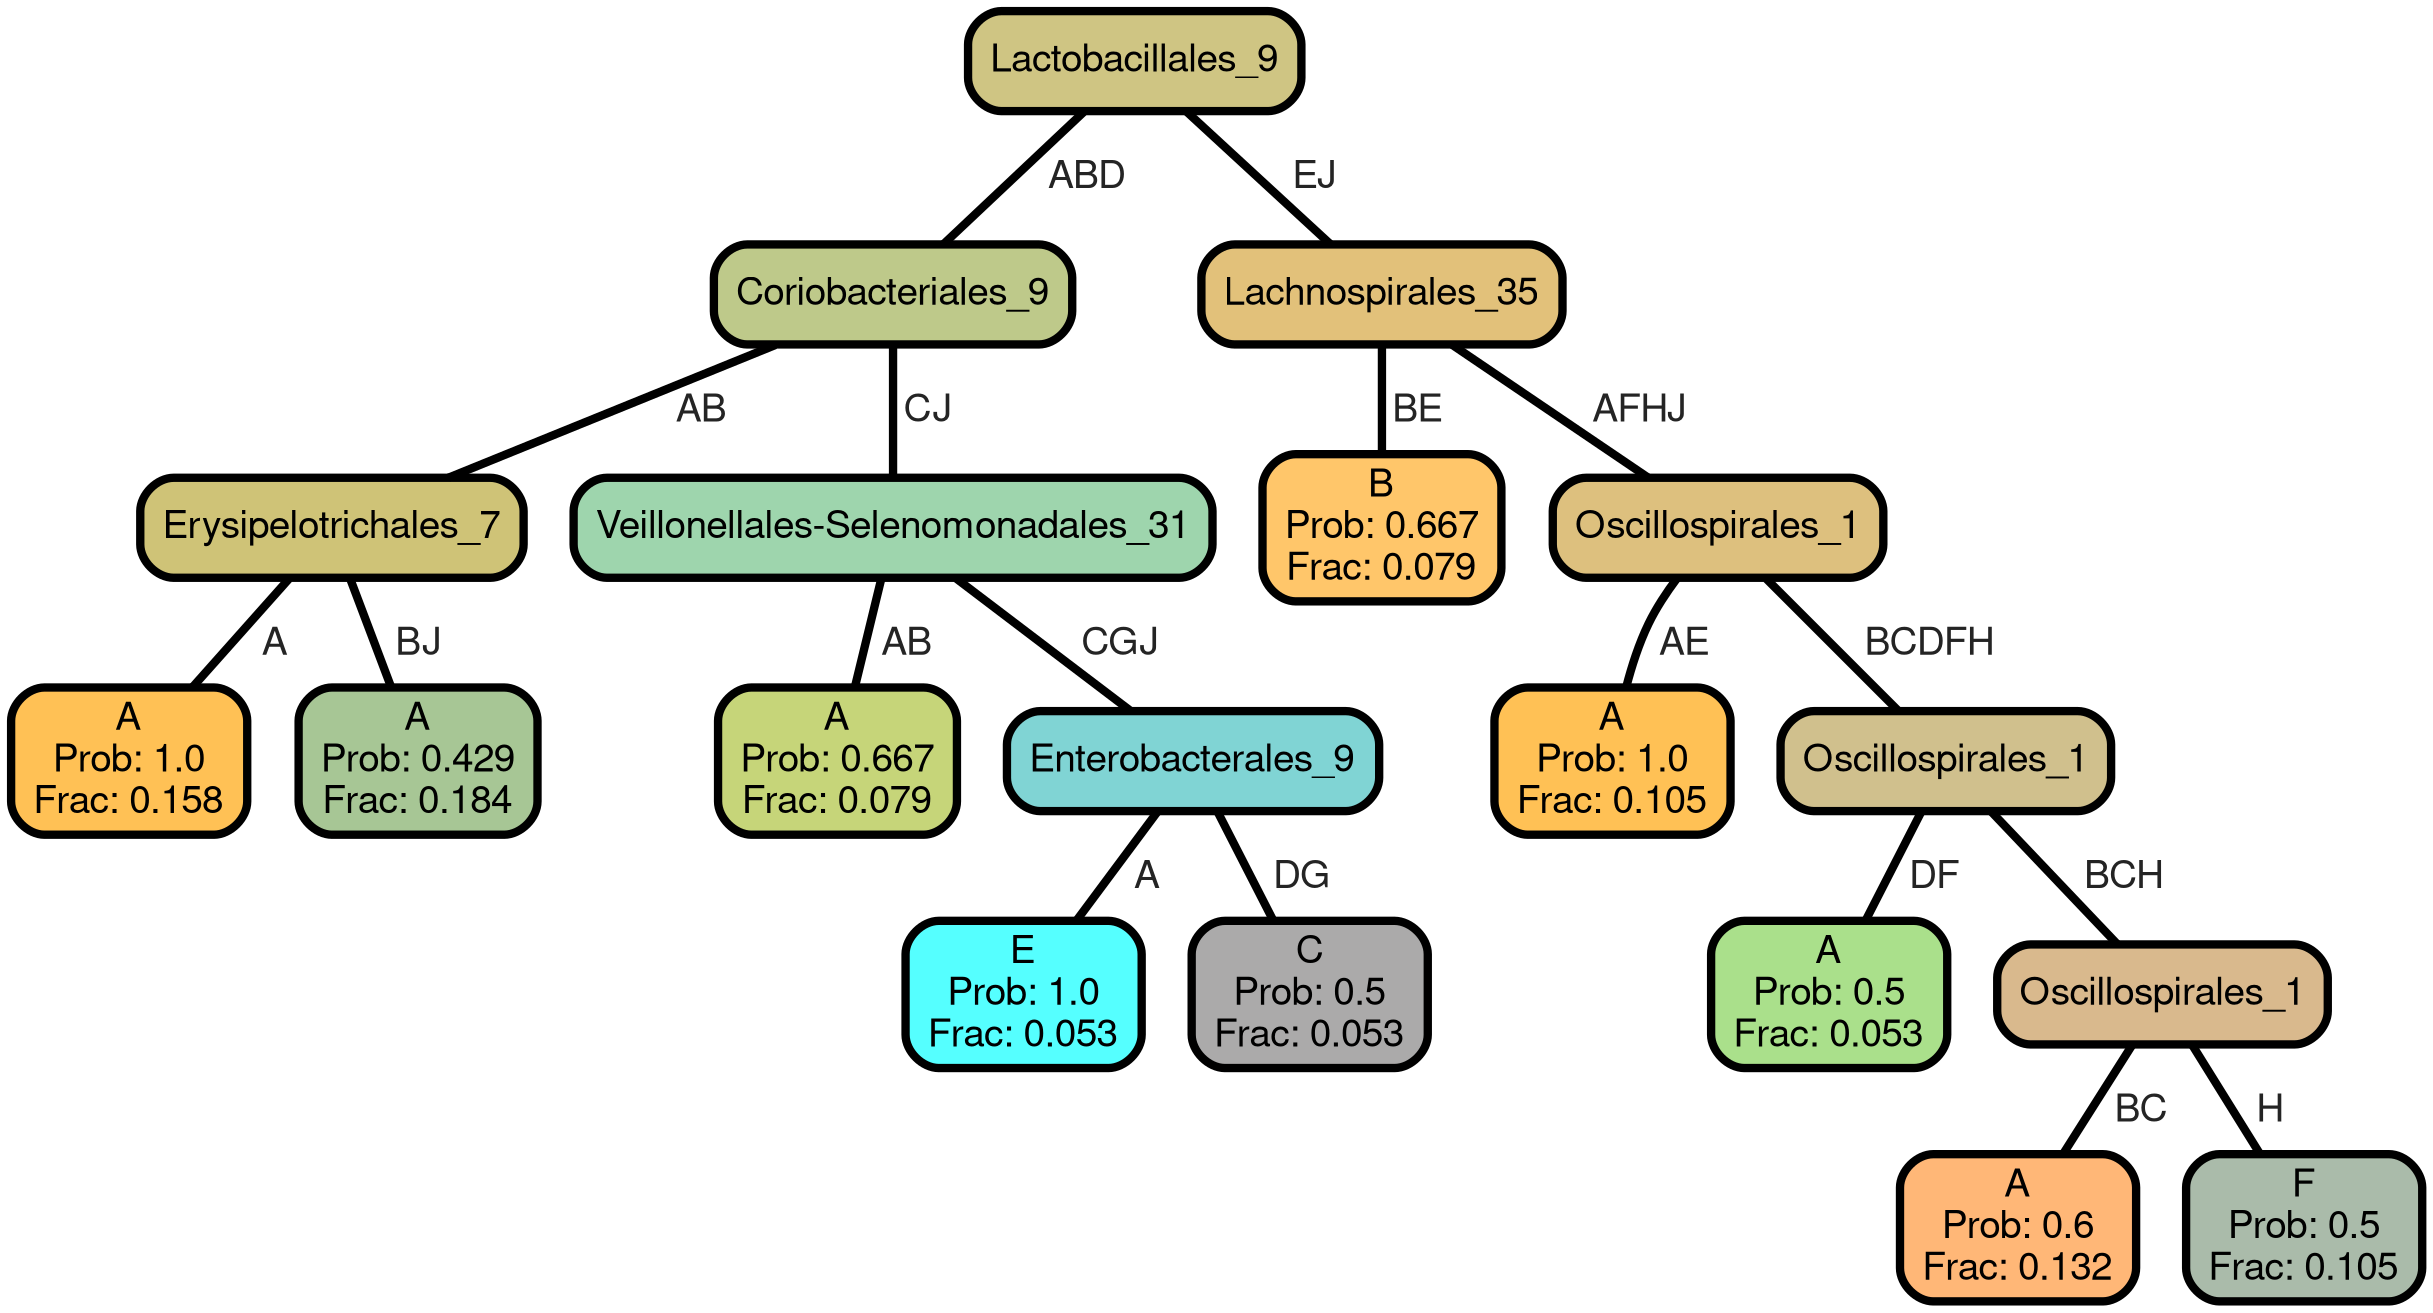 Lactobacillales_9
ABD
EJ
Coriobacteriales_9
Lachnospirales_35
AB
CJ
BE
AFHJ
Erysipelotrichales_7
Veillonellales-Selenomonadales_31
B
Prob: 0.667
Frac: 0.079
Oscillospirales_1
A
BJ
AB
CGJ
AE
BCDFH
A
Prob: 1.0
Frac: 0.158
A
Prob: 0.429
Frac: 0.184
A
Prob: 0.667
Frac: 0.079
Enterobacterales_9
A
Prob: 1.0
Frac: 0.105
Oscillospirales_1
A
DG
DF
BCH
E
Prob: 1.0
Frac: 0.053
C
Prob: 0.5
Frac: 0.053
A
Prob: 0.5
Frac: 0.053
Oscillospirales_1
BC
H
A
Prob: 0.6
Frac: 0.132
F
Prob: 0.5
Frac: 0.105